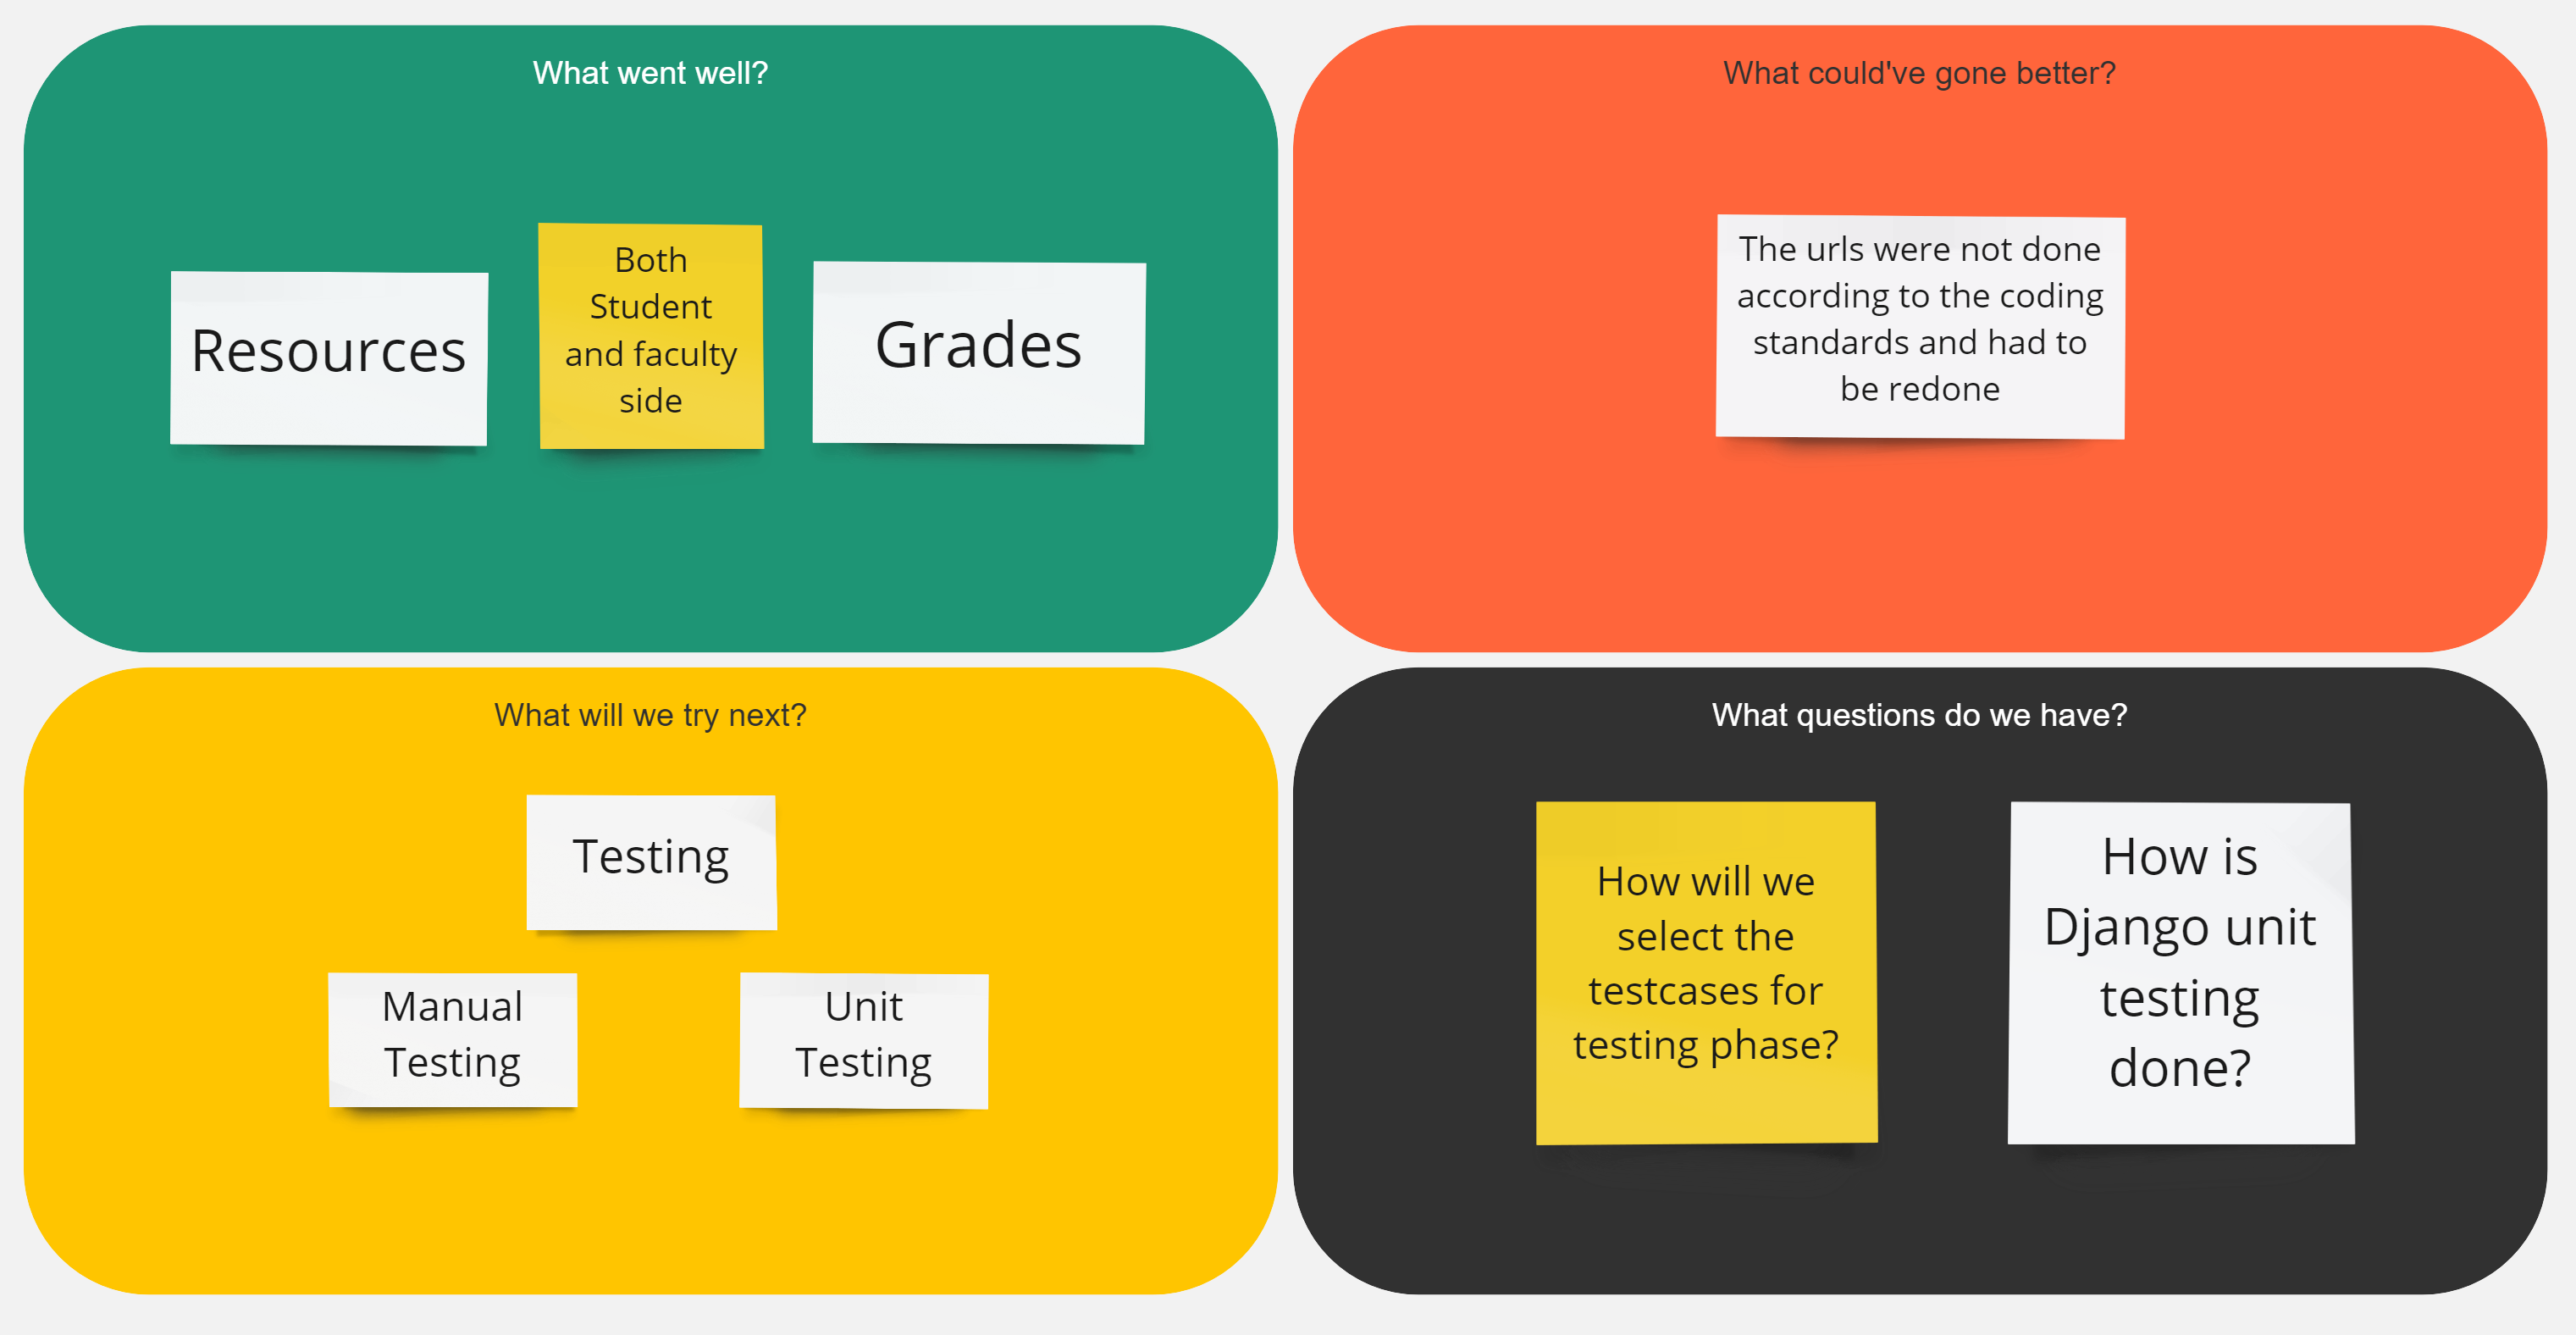 What went well?
Resources
Both
Student
and faculty
side
Grades
What could've gone better?
The urls were not done
according to the coding
standards and had to
be redone
What will we try next?
Testing
Manual
Testing
Unit
Testing
What questions do we have?
How will we
select the
testcases for
testing phase?
How is
Django unit
testing
done?